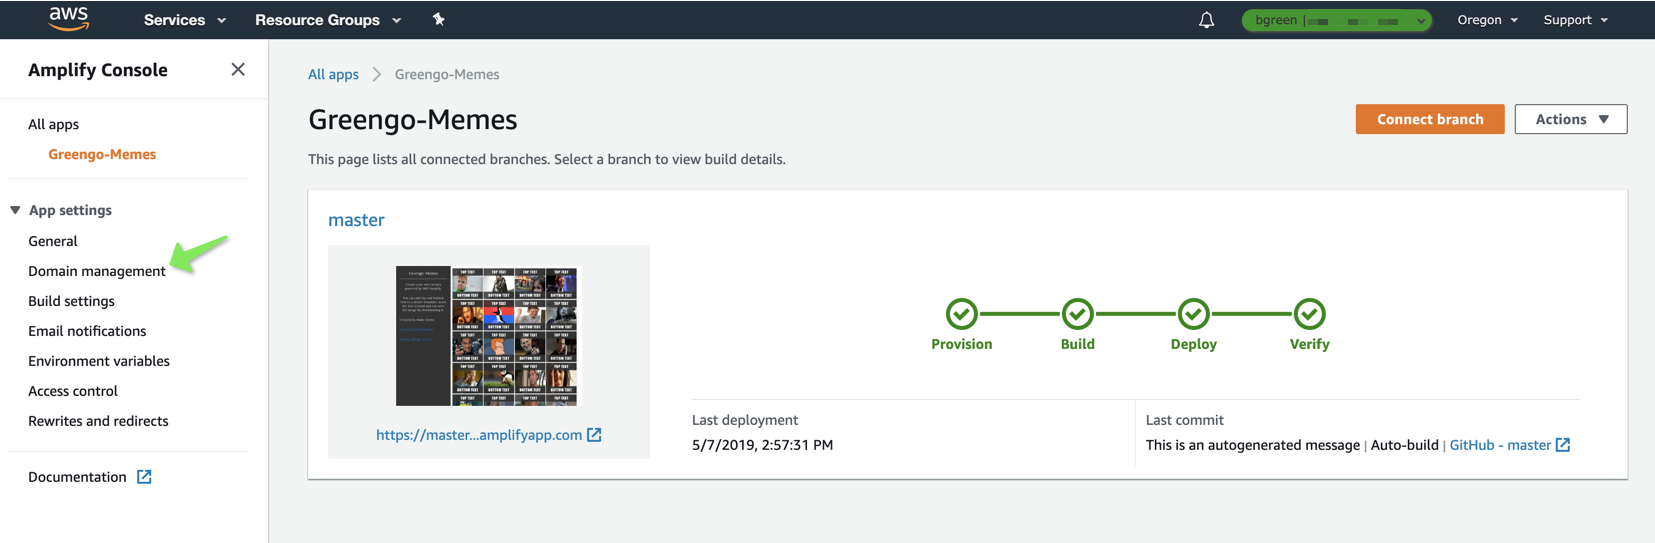 aws Services Resource Groups bgreen | Oregon Support
Amplify Console
All apps
Greengo-Memes
App settings
General
Domain management
Build settings
Email notifications
Environment variables
Access control
Rewrites and redirects
Documentation
All apps Greengo-Memes
Greengo-Memes
Connect branch Actions
This page lists all connected branches. Select a branch to view build details.
master
https://master...amplifyapp.com
Provision Build Deploy Verify
Last deployment
5/7/2019, 2:57:31 PM
Last commit
This is an autogenerated message | Auto-build | GitHub - master